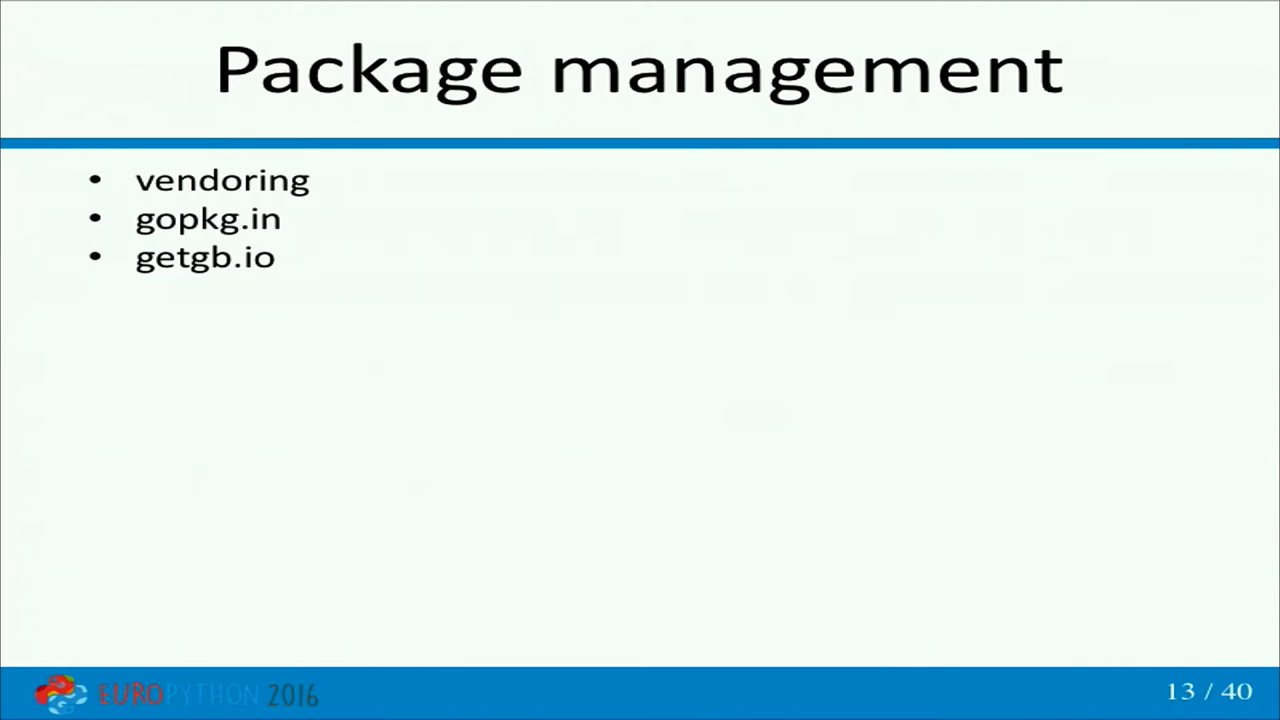 Package management
• vendoring
• gopkg.in
• getgb.io
EUROPYTHON 2016
13 / 40